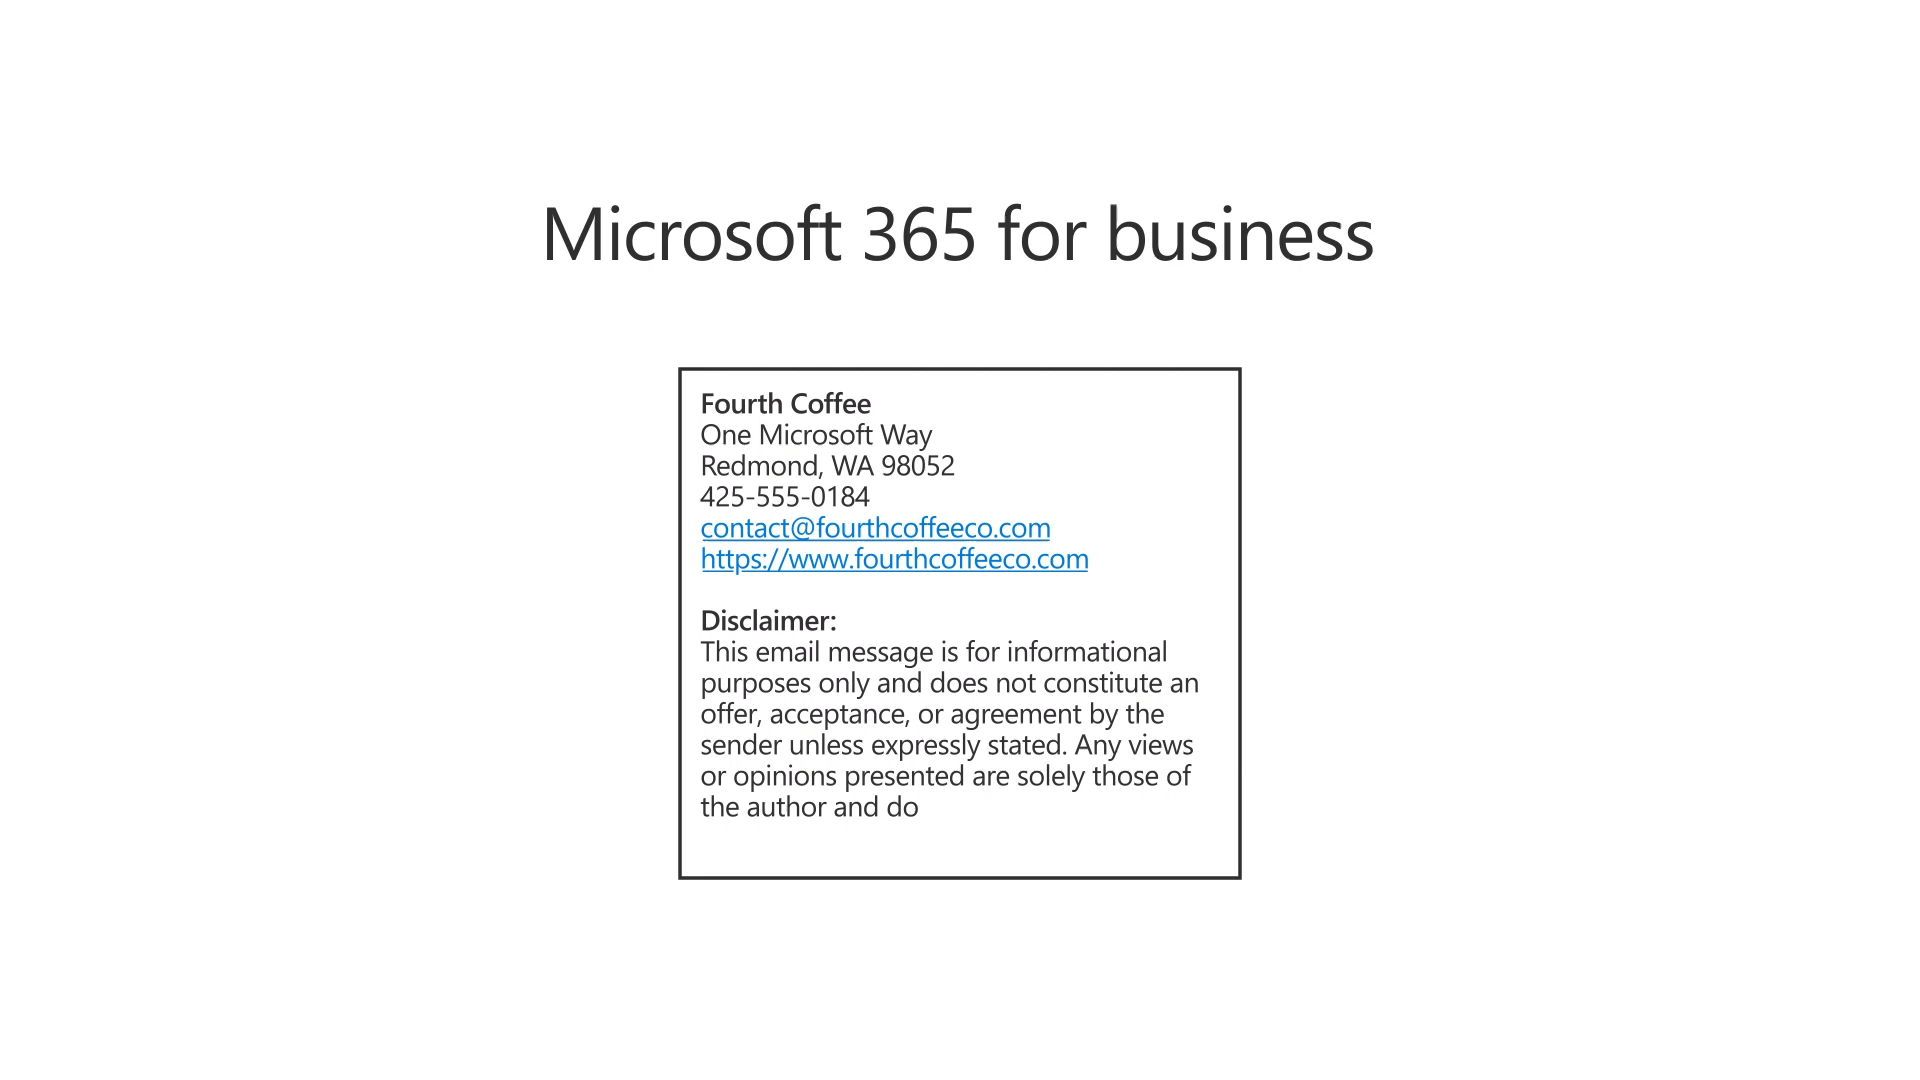 Microsoft 365 for business
Fourth Coffee
One Microsoft Way
Redmond, WA 98052
425-555-0184
contact@fourthcoffeeco.com
https://www.fourthcoffeeco.com
Disclaimer:
This email message is for informational
purposes only and does not constitute an
offer, acceptance, or agreement by the
sender unless expressly stated. Any views
or opinions presented are solely those of
the author and do